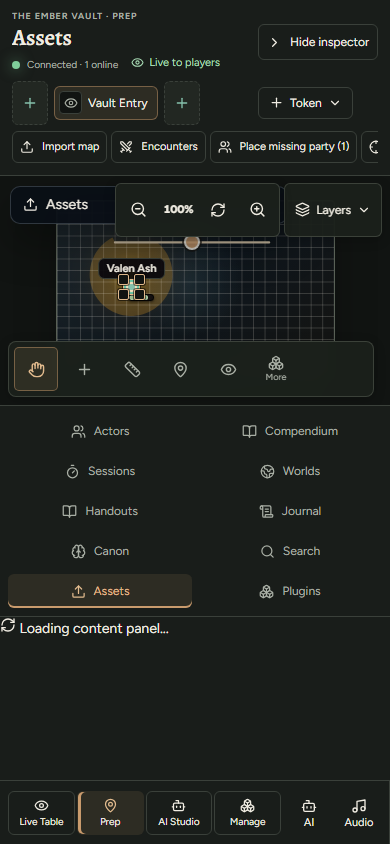 THE EMBER VAULT · PREP
Assets
Hide inspector
Connected · 1 online
Live to players
Vault Entry
Token
Import map
Encounters
Place missing party (1)
Assets
100%
Layers
Valen Ash
More
Actors
Compendium
Sessions
Worlds
Handouts
Journal
Canon
Search
Assets
Plugins
Loading content panel...
Live Table
Prep
AI Studio
Manage
AI
Audio